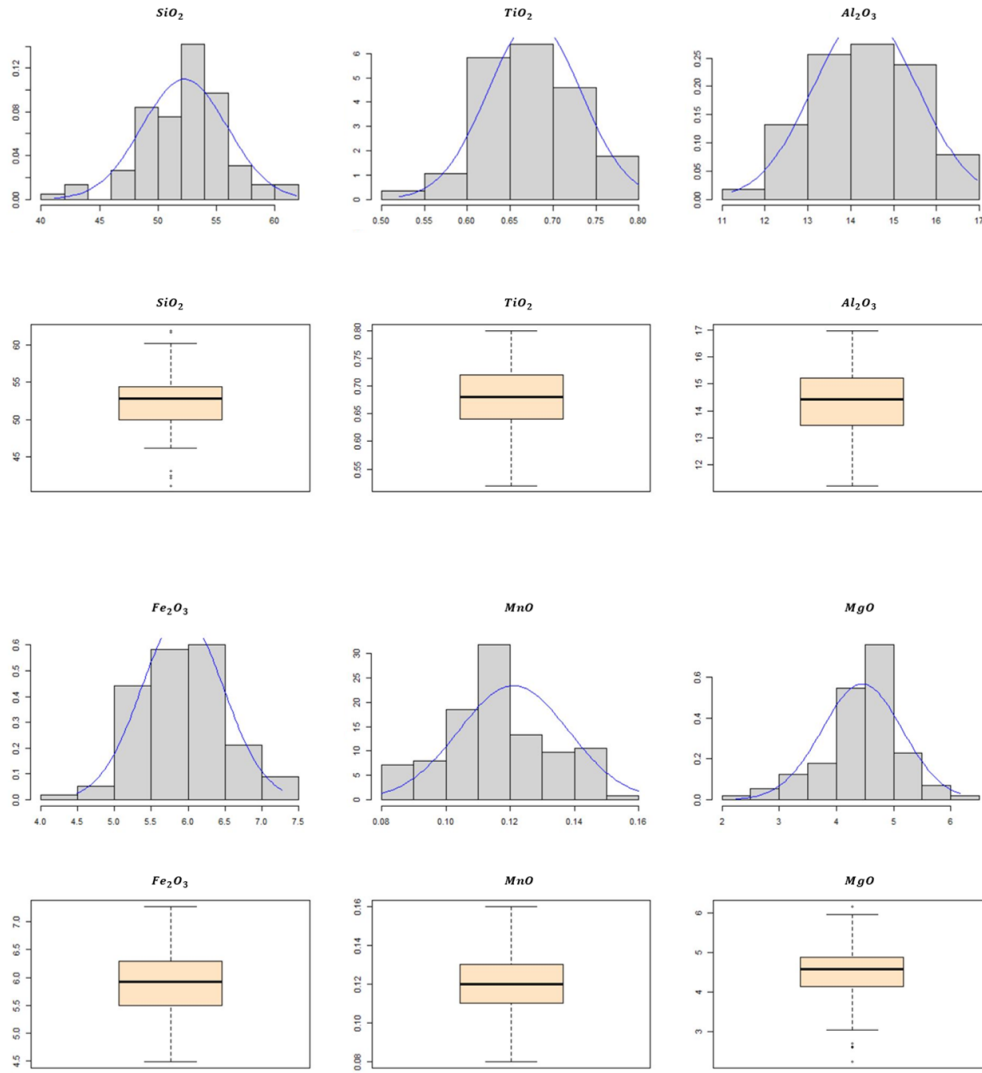 SiO₂ TiO₂ Al₂O₃
0.00 0.04 0.08 0.12
40 45 50 55 60
0 1 2 3 4 5 6
0.50 0.55 0.60 0.65 0.70 0.75 0.80
0.00 0.05 0.10 0.15 0.20 0.25
11 12 13 14 15 16 17
SiO₂ TiO₂ Al₂O₃
45 50 55 60
0.55 0.60 0.65 0.70 0.75 0.80
12 13 14 15 16 17
Fe₂O₃ MnO MgO
0.0 0.1 0.2 0.3 0.4 0.5 0.6
4.0 4.5 5.0 5.5 6.0 6.5 7.0 7.5
0 5 10 15 20 25 30
0.08 0.10 0.12 0.14 0.16
0.0 0.2 0.4 0.6
2 3 4 5 6
Fe₂O₃ MnO MgO
4.5 5.0 5.5 6.0 6.5 7.0
0.08 0.10 0.12 0.14 0.16
3 4 5 6